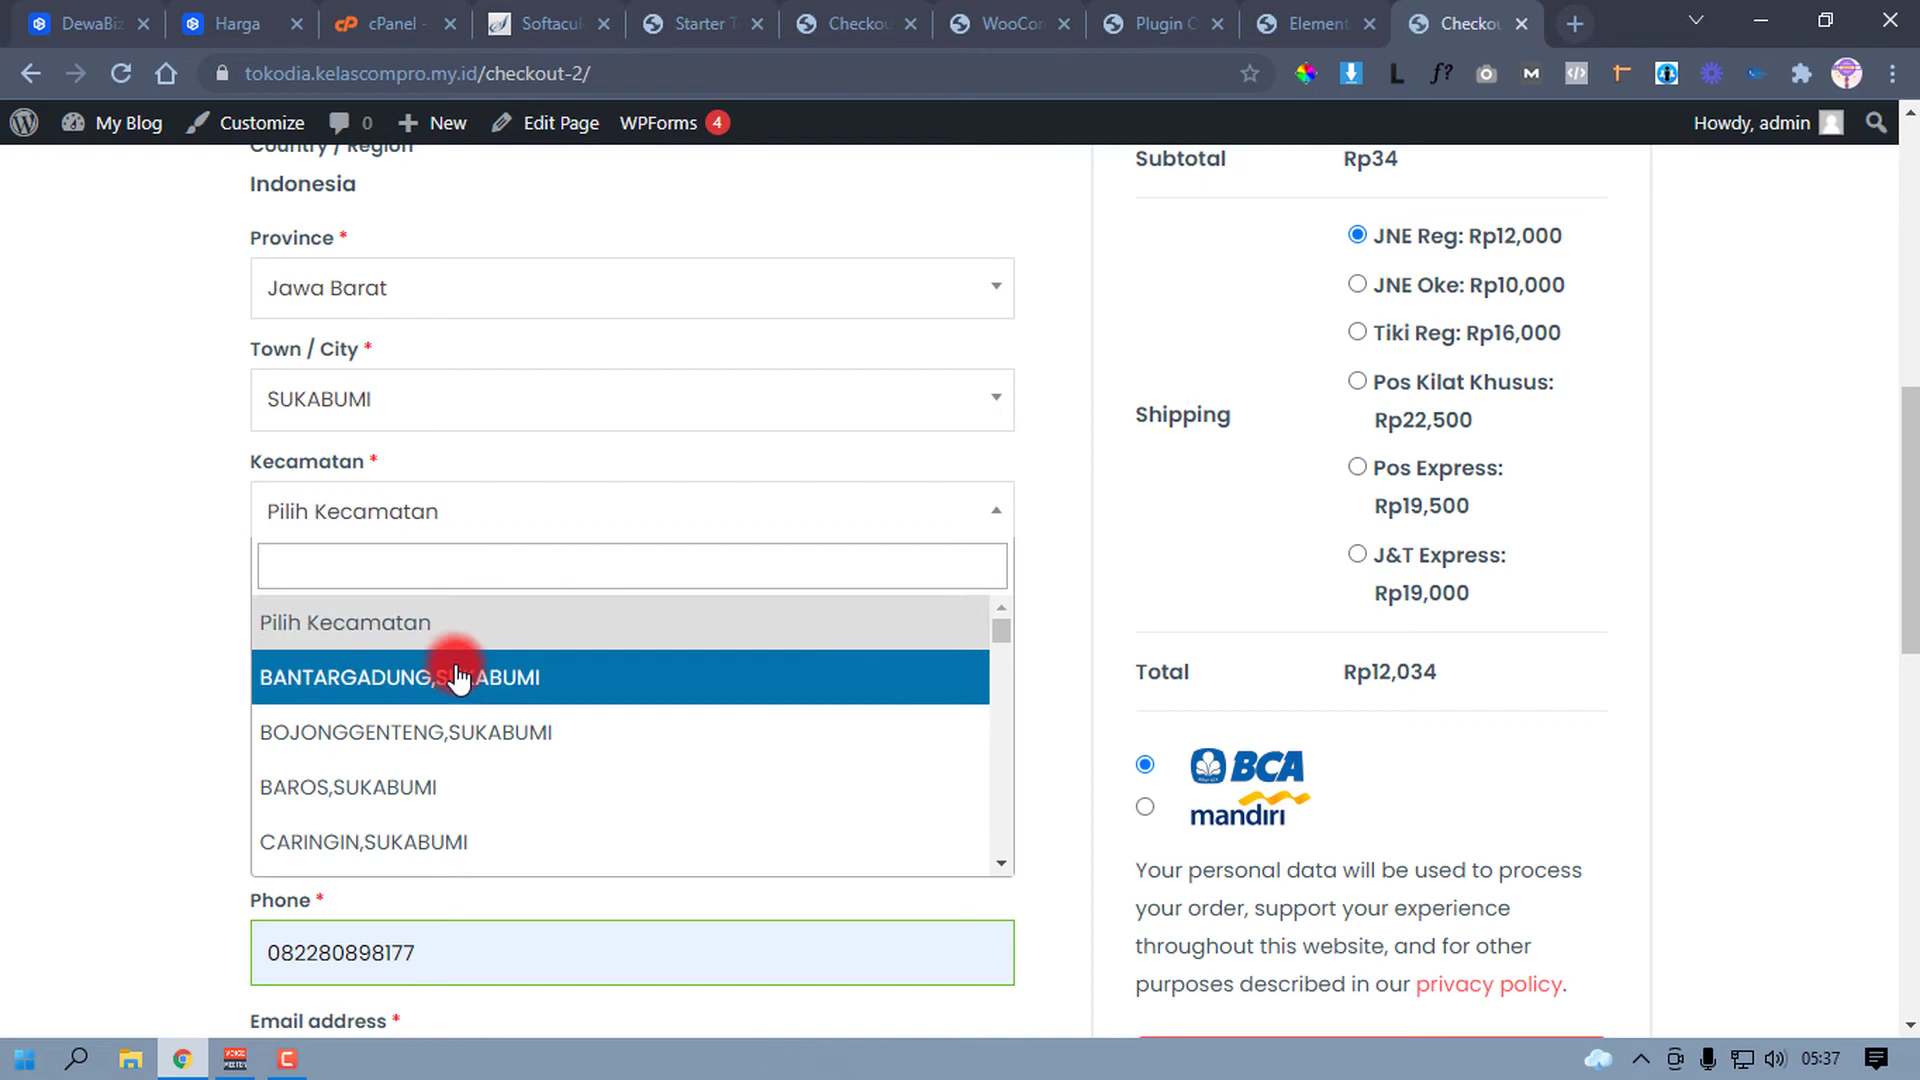 DewaBiz
Harga
cPanel -
Softacul
Starter T
Checkou
WooCor
Plugin O
Element
Checkou
tokodia.kelascompro.my.id/checkout-2/
My Blog
Customize
0
New
Edit Page
WPForms 4
Howdy, admin
Country / Region
Indonesia
Province *
Jawa Barat
Town / City *
SUKABUMI
Kecamatan *
Pilih Kecamatan
Pilih Kecamatan
BANTARGADUNG,SUKABUMI
BOJONGGENTENG,SUKABUMI
BAROS,SUKABUMI
CARINGIN,SUKABUMI
Phone *
082280898177
Email address *
Subtotal Rp34
Shipping
JNE Reg: Rp12,000
JNE Oke: Rp10,000
Tiki Reg: Rp16,000
Pos Kilat Khusus:
Rp22,500
Pos Express:
Rp19,500
J&T Express:
Rp19,000
Total Rp12,034
BCA
mandiri
Your personal data will be used to process
your order, support your experience
throughout this website, and for other
purposes described in our privacy policy.
05:37